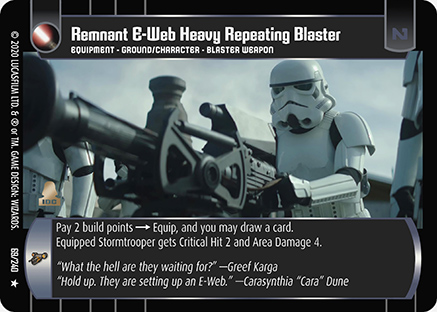 Remnant E-Web Heavy Repeating Blaster
EQUIPMENT - GROUND/CHARACTER - BLASTER WEAPON
N
IDC
Pay 2 build points → Equip, and you may draw a card.
Equipped Stormtrooper gets Critical Hit 2 and Area Damage 4.
"What the hell are they waiting for?" —Greef Karga
"Hold up. They are setting up an E-Web." —Carasynthia "Cara" Dune
© 2020 LUCASFILM LTD. & ® or TM. GAME DESIGN: WIZARDS.